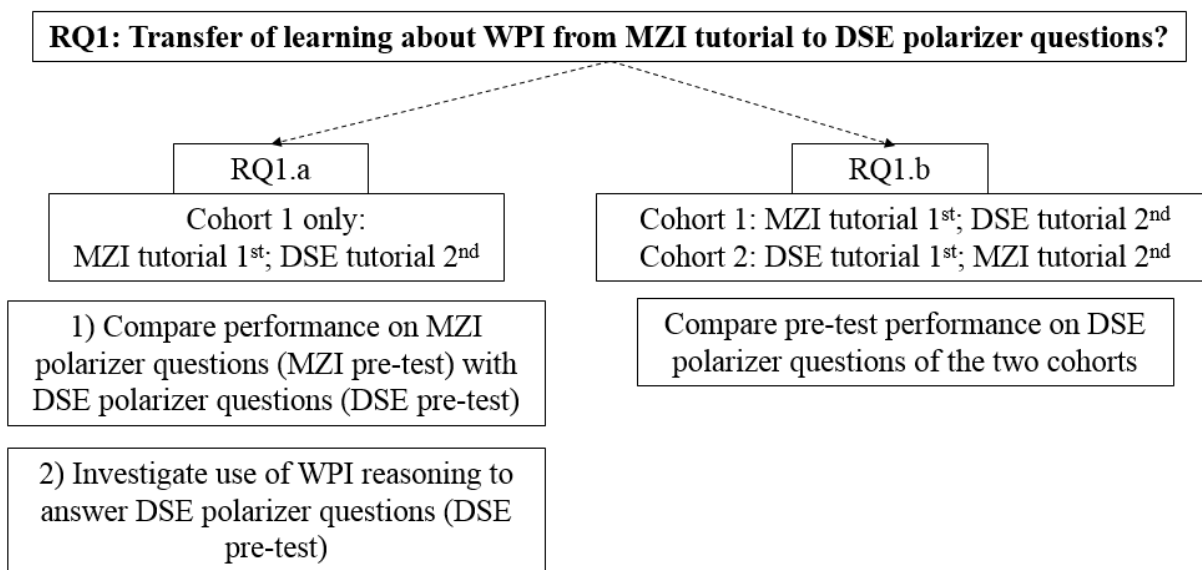 RQ1: Transfer of learning about WPI from MZI tutorial to DSE polarizer questions?
RQ1.a
Cohort 1 only:
MZI tutorial 1st; DSE tutorial 2nd
1) Compare performance on MZI
polarizer questions (MZI pre-test) with
DSE polarizer questions (DSE pre-test)
2) Investigate use of WPI reasoning to
answer DSE polarizer questions (DSE
pre-test)
RQ1.b
Cohort 1: MZI tutorial 1st; DSE tutorial 2nd
Cohort 2: DSE tutorial 1st; MZI tutorial 2nd
Compare pre-test performance on DSE
polarizer questions of the two cohorts